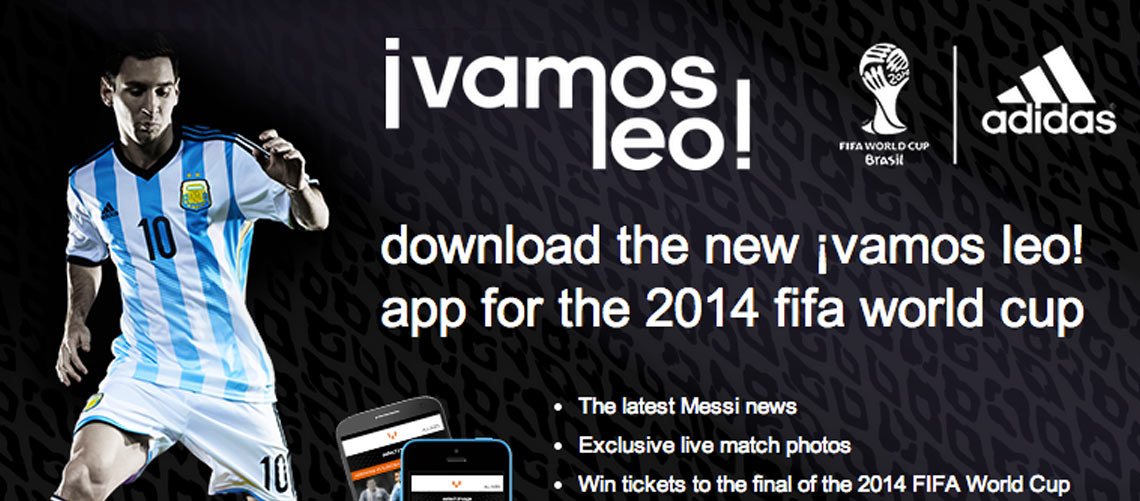 ¡vamos
leo!
2014
FIFA WORLD CUP
Brasil
adidas
10
download the new ¡vamos leo!
app for the 2014 fifa world cup
• The latest Messi news
• Exclusive live match photos
• Win tickets to the final of the 2014 FIFA World Cup
10